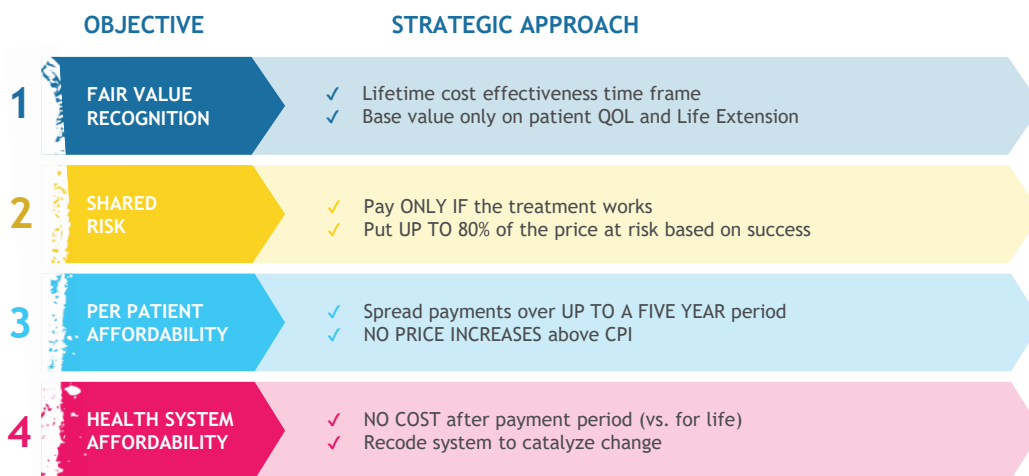 OBJECTIVE
STRATEGIC APPROACH
1
FAIR VALUE
RECOGNITION
✓ Lifetime cost effectiveness time frame
✓ Base value only on patient QOL and Life Extension
2
SHARED
RISK
✓ Pay ONLY IF the treatment works
✓ Put UP TO 80% of the price at risk based on success
3
PER PATIENT
AFFORDABILITY
✓ Spread payments over UP TO A FIVE YEAR period
✓ NO PRICE INCREASES above CPI
4
HEALTH SYSTEM
AFFORDABILITY
✓ NO COST after payment period (vs. for life)
✓ Recode system to catalyze change